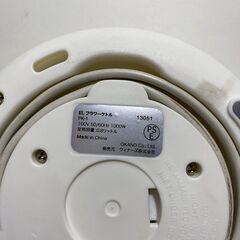 EL フラワーケトル 13051
PK-1
100V 50/60Hz 1000W
定格容量:0.8リットル
Made in China
PS
E
OKANO CO., LTD.
発売元 ウィナーズ株式会社